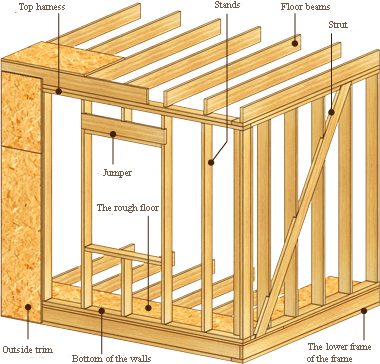 Top harness
Stands
Floor beams
Strut
Jumper
The rough floor
Outside trim
Bottom of the walls
The lower frame
of the frame